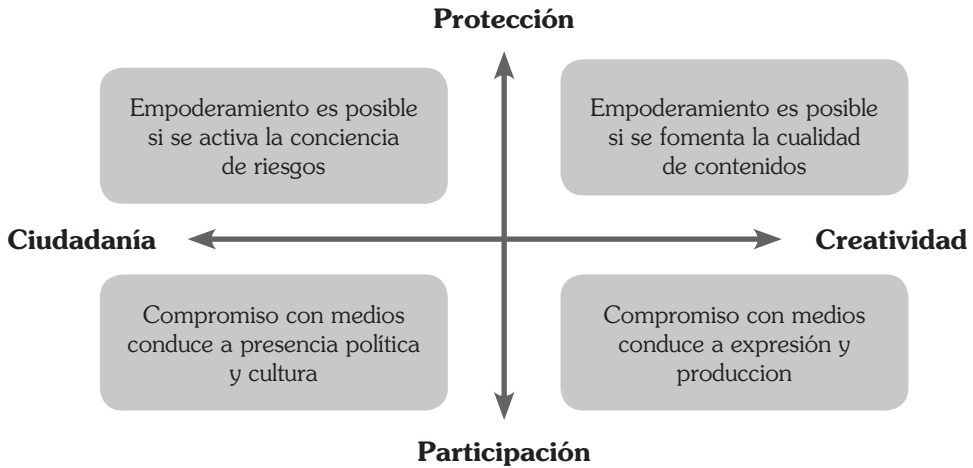 Protección
Empoderamiento es posible
si se activa la conciencia
de riesgos
Empoderamiento es posible
si se fomenta la cualidad
de contenidos
Ciudadanía
Creatividad
Compromiso con medios
conduce a presencia política
y cultura
Compromiso con medios
conduce a expresión y
produccion
Participación